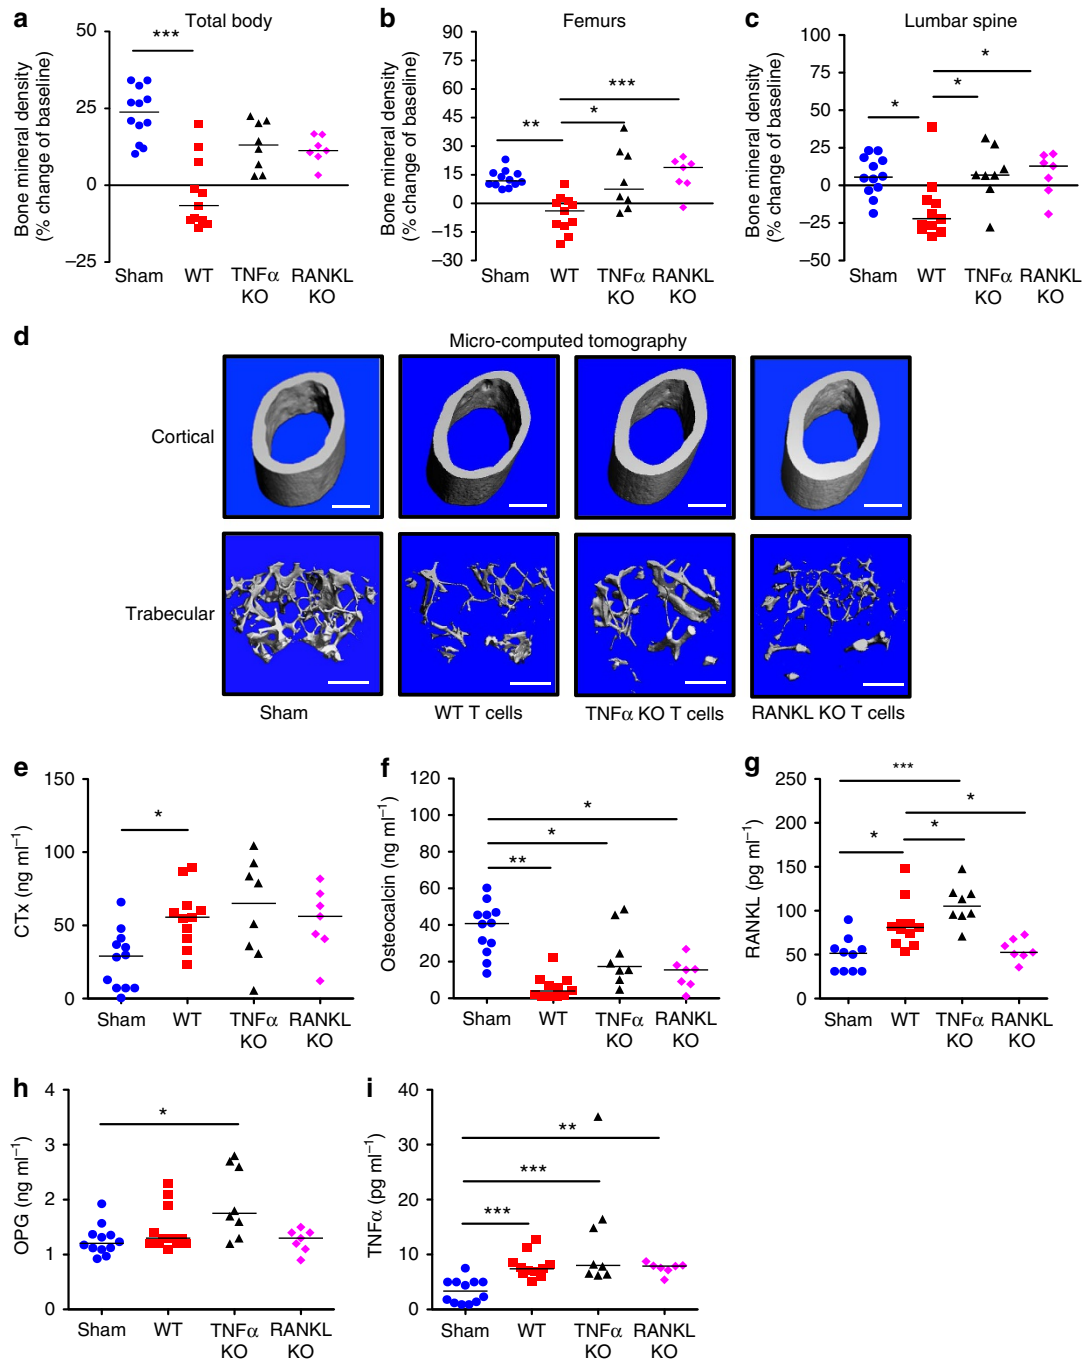 a Total body
Bone mineral density
(% change of baseline)
50
25
0
−25
***
Sham WT TNFα KO RANKL KO
b Femurs
Bone mineral density
(% change of baseline)
90
75
60
45
30
15
0
−15
−30
***
*
**
Sham WT TNFα KO RANKL KO
c Lumbar spine
Bone mineral density
(% change of baseline)
100
75
50
25
0
−25
−50
*
*
*
Sham WT TNFα KO RANKL KO
d
Micro-computed tomography
Cortical
Trabecular
Sham WT T cells TNFα KO T cells RANKL KO T cells
e
CTx (ng ml⁻¹)
150
100
50
0
*
Sham WT TNFα KO RANKL KO
f
Osteocalcin (ng ml⁻¹)
120
100
80
60
40
20
0
*
*
**
Sham WT TNFα KO RANKL KO
g
RANKL (pg ml⁻¹)
250
200
150
100
50
0
***
*
*
*
Sham WT TNFα KO RANKL KO
h
OPG (ng ml⁻¹)
4
3
2
1
0
*
Sham WT TNFα KO RANKL KO
i
TNFα (pg ml⁻¹)
40
30
20
10
0
**
***
***
Sham WT TNFα KO RANKL KO